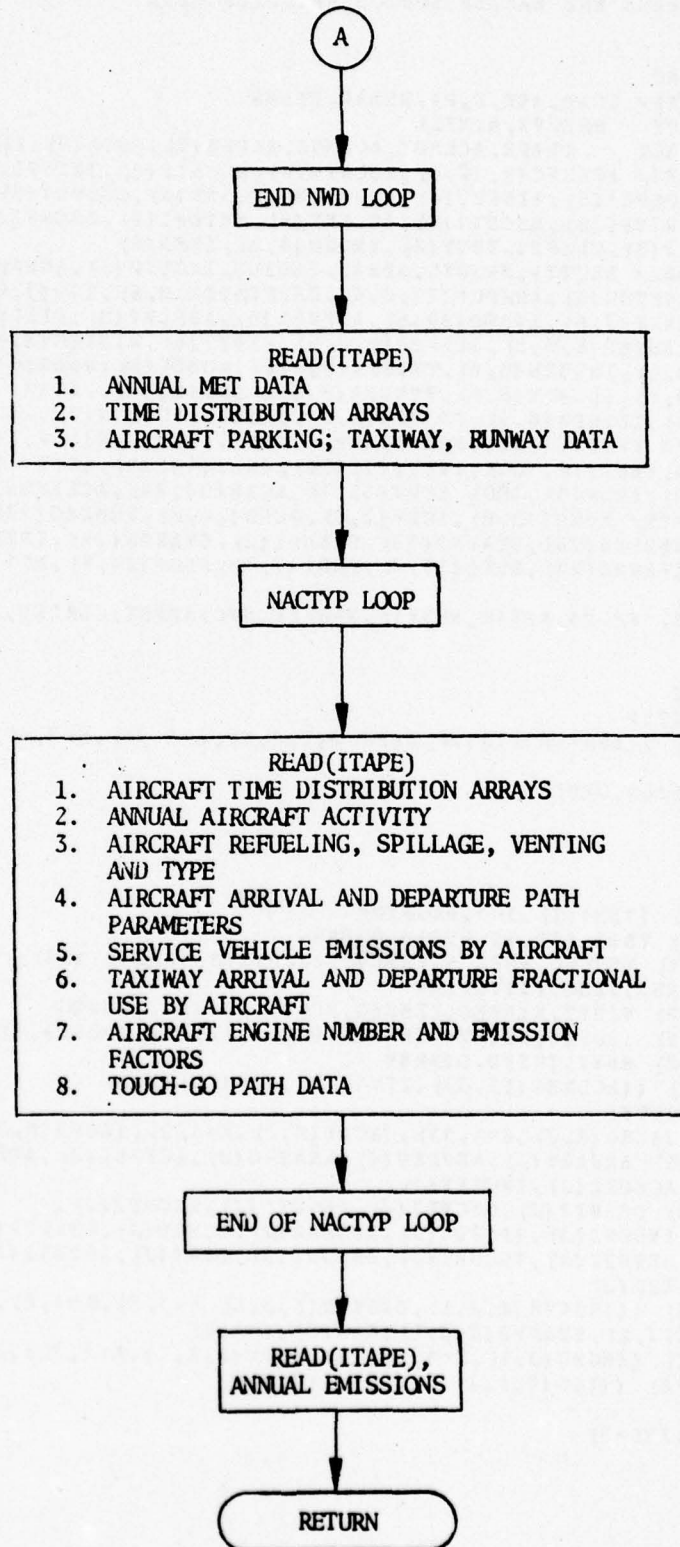 A
END NWD LOOP
READ(ITAPE)
1. ANNUAL MET DATA
2. TIME DISTRIBUTION ARRAYS
3. AIRCRAFT PARKING; TAXIWAY, RUNWAY DATA
NACTYP LOOP
READ(ITAPE)
1. AIRCRAFT TIME DISTRIBUTION ARRAYS
2. ANNUAL AIRCRAFT ACTIVITY
3. AIRCRAFT REFUELING, SPILLAGE, VENTING
AND TYPE
4. AIRCRAFT ARRIVAL AND DEPARTURE PATH
PARAMETERS
5. SERVICE VEHICLE EMISSIONS BY AIRCRAFT
6. TAXIWAY ARRIVAL AND DEPARTURE FRACTIONAL
USE BY AIRCRAFT
7. AIRCRAFT ENGINE NUMBER AND EMISSION
FACTORS
8. TOUCH-GO PATH DATA
END OF NACTYP LOOP
READ(ITAPE),
ANNUAL EMISSIONS
RETURN